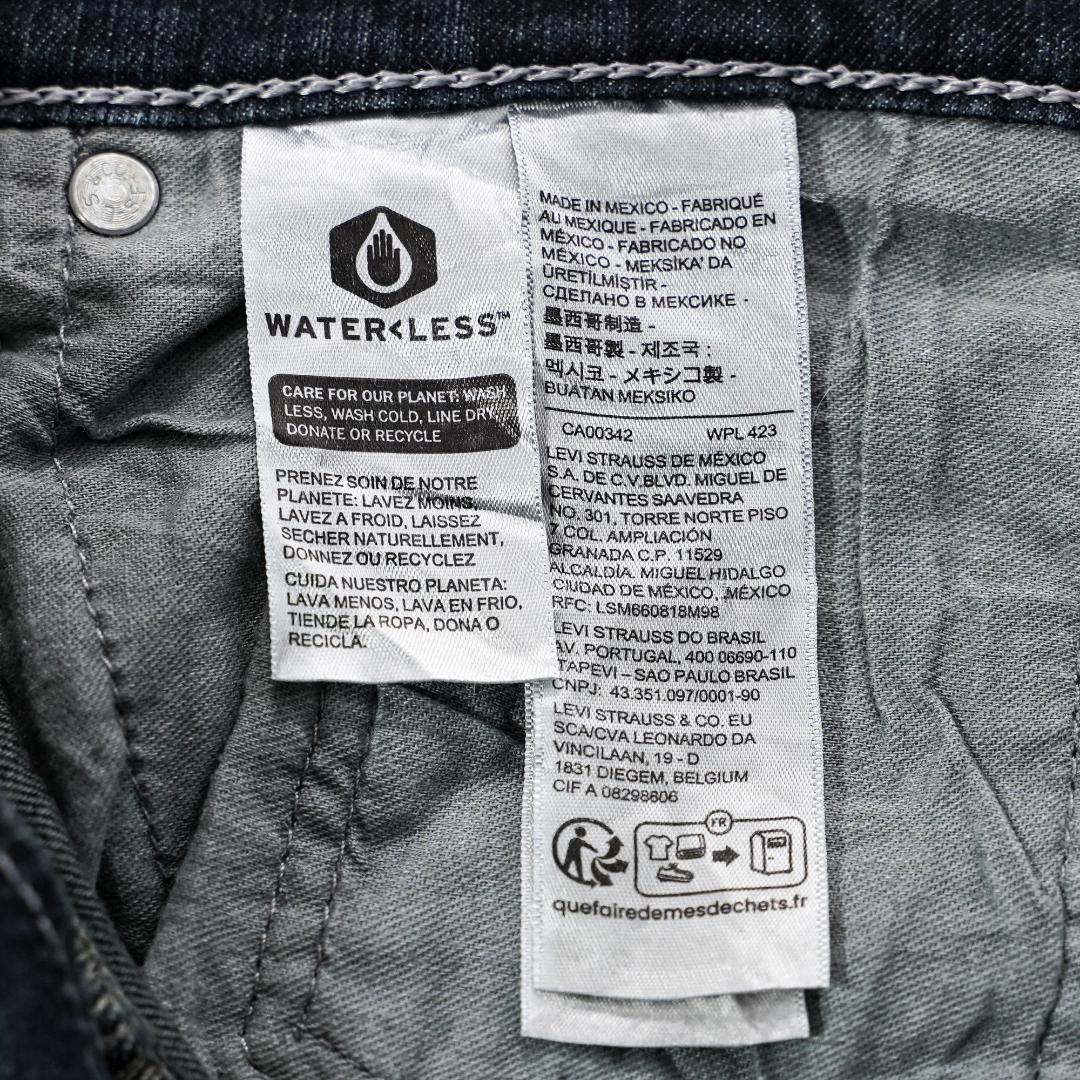 WATER<LESS™
CARE FOR OUR PLANET: WASH
LESS, WASH COLD, LINE DRY,
DONATE OR RECYCLE
PRENEZ SOIN DE NOTRE
PLANETE: LAVEZ MOINS,
LAVEZ A FROID, LAISSEZ
SECHER NATURELLEMENT,
DONNEZ OU RECYCLEZ
CUIDA NUESTRO PLANETA:
LAVA MENOS, LAVA EN FRIO,
TIENDE LA ROPA, DONA O
RECICLA.
MADE IN MEXICO - FABRIQUÉ
AU MEXIQUE - FABRICADO EN
MÉXICO - FABRICADO NO
MÉXICO - MEKSİKA' DA
ÜRETİLMİŞTİR -
СДЕЛАНО В МЕКСИКЕ -
墨西哥制造 -
墨西哥製 - 제조국 :
멕시코 - メキシコ製 -
BUATAN MEKSIKO
CA00342 WPL 423
LEVI STRAUSS DE MÉXICO
S.A. DE C.V BLVD. MIGUEL DE
CERVANTES SAAVEDRA
NO. 301, TORRE NORTE PISO
7 COL. AMPLIACIÓN
GRANADA C.P. 11529
ALCALDÍA. MIGUEL HIDALGO
CIUDAD DE MÉXICO, MÉXICO
RFC: LSM660818M98
LEVI STRAUSS DO BRASIL
AV. PORTUGAL, 400 06690-110
ITAPEVI – SAO PAULO BRASIL
CNPJ: 43.351.097/0001-90
LEVI STRAUSS & CO. EU
SCA/CVA LEONARDO DA
VINCILAAN, 19 - D
1831 DIEGEM, BELGIUM
CIF A 08298606
FR
quefairedemesdechets.fr